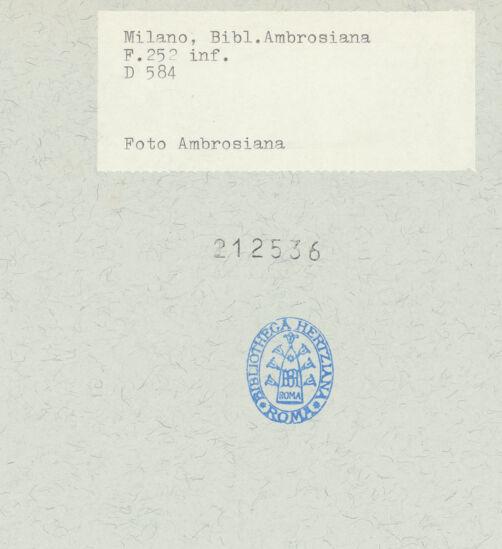 Milano, Bibl.Ambrosiana
F.252 inf.
D 584
Foto Ambrosiana
212536
BIBLIOTHECA HERTZIANA
BH
ROMA
* ROMA *